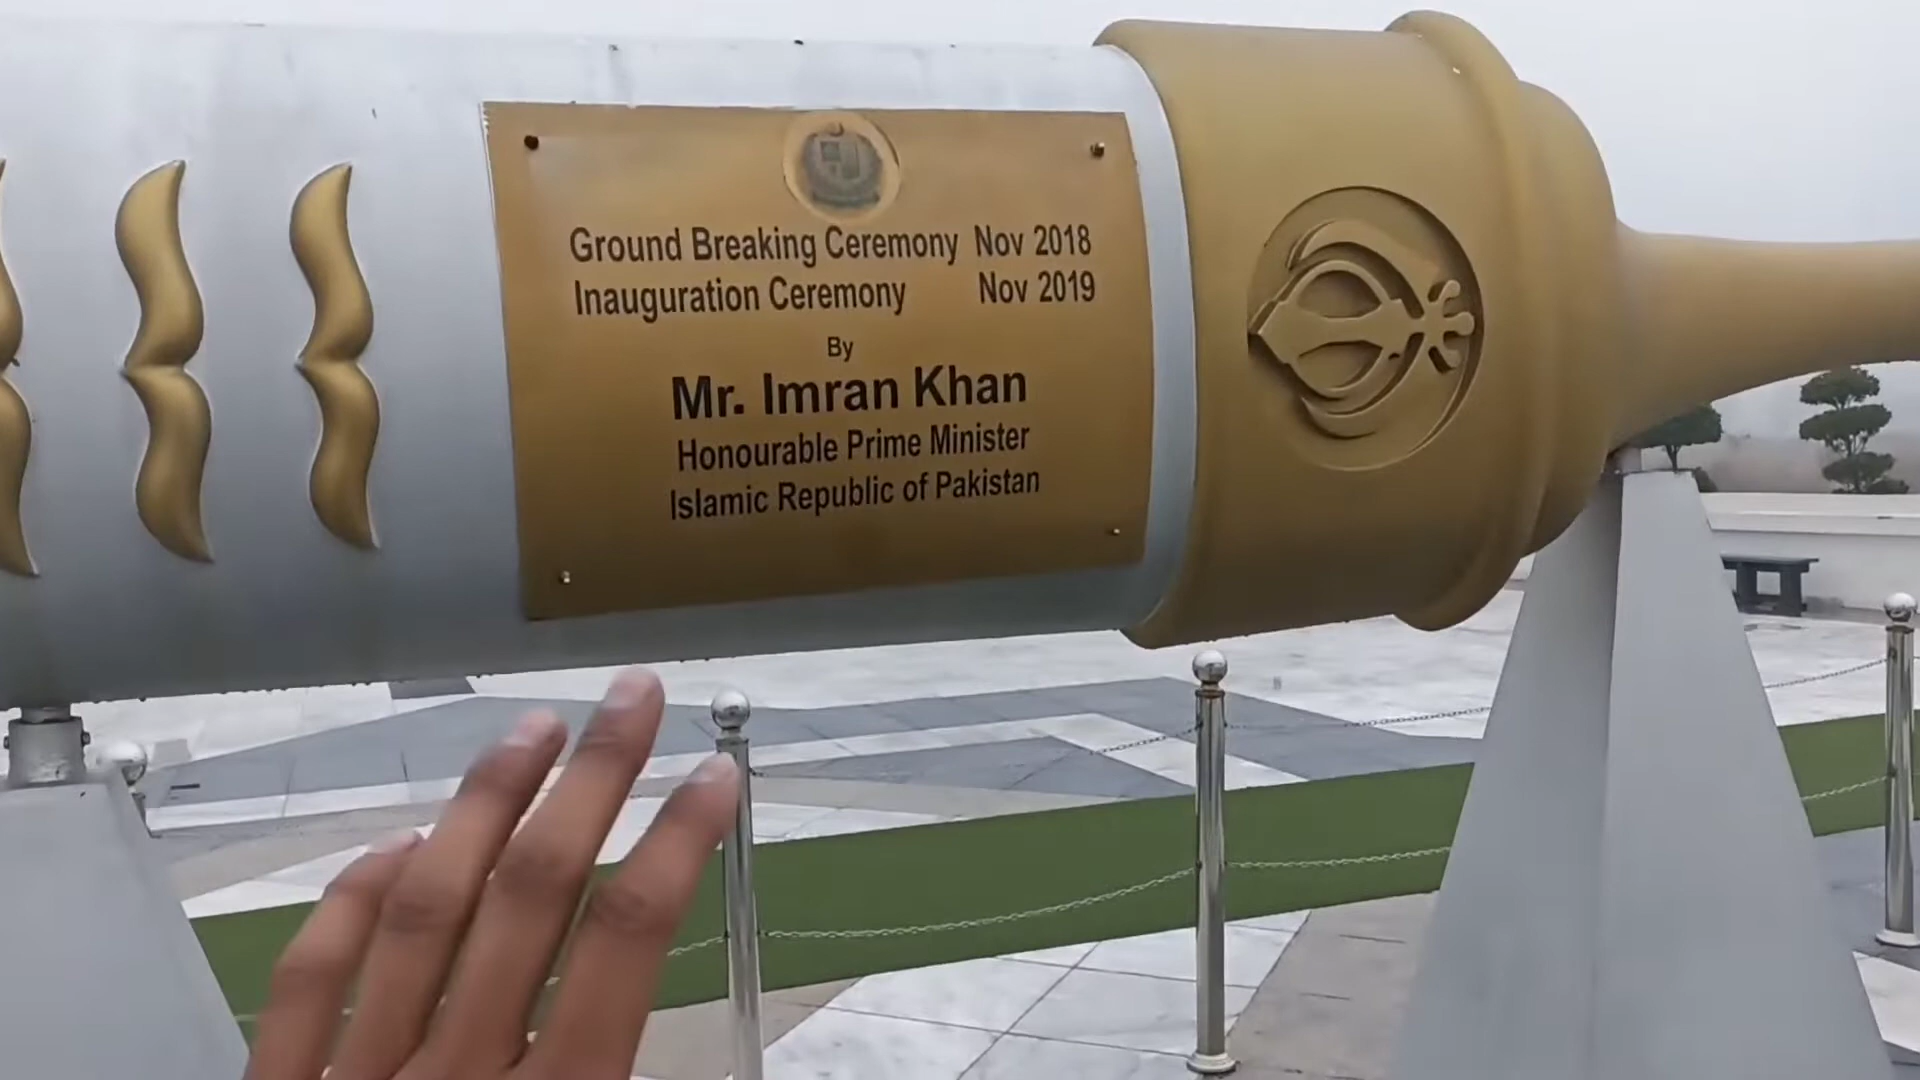 Ground Breaking Ceremony Nov 2018
Inauguration Ceremony Nov 2019
By
Mr. Imran Khan
Honourable Prime Minister
Islamic Republic of Pakistan